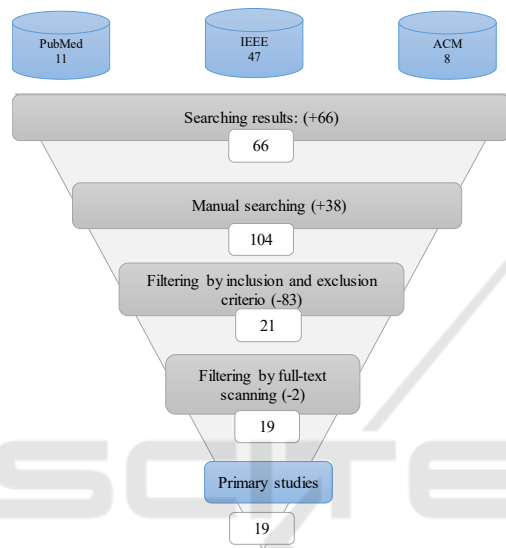 PubMed
11
IEEE
47
ACM
8
Searching results: (+66)
66
Manual searching (+38)
104
Filtering by inclusion and exclusion
criterio (-83)
21
Filtering by full-text
scanning (-2)
19
Primary studies
19
SCITE